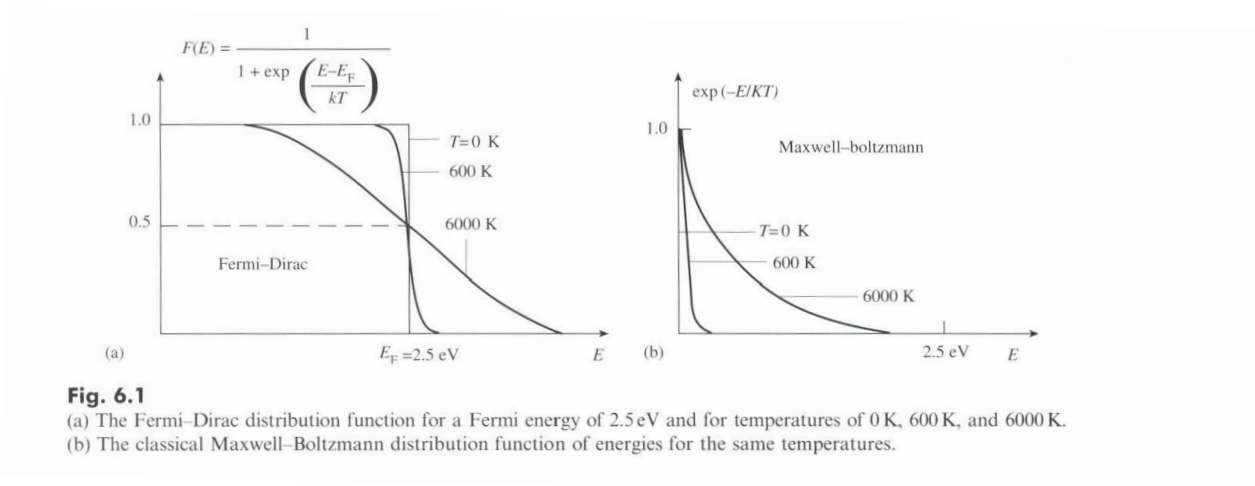 F(E) = 1 / 1 + exp (E–E_F / kT)
1.0
T=0 K
600 K
0.5
6000 K
Fermi–Dirac
(a)
E_F =2.5 eV
E
exp (–E/KT)
1.0
Maxwell–boltzmann
T=0 K
600 K
6000 K
(b)
2.5 eV
E
Fig. 6.1
(a) The Fermi–Dirac distribution function for a Fermi energy of 2.5 eV and for temperatures of 0 K, 600 K, and 6000 K.
(b) The classical Maxwell–Boltzmann distribution function of energies for the same temperatures.